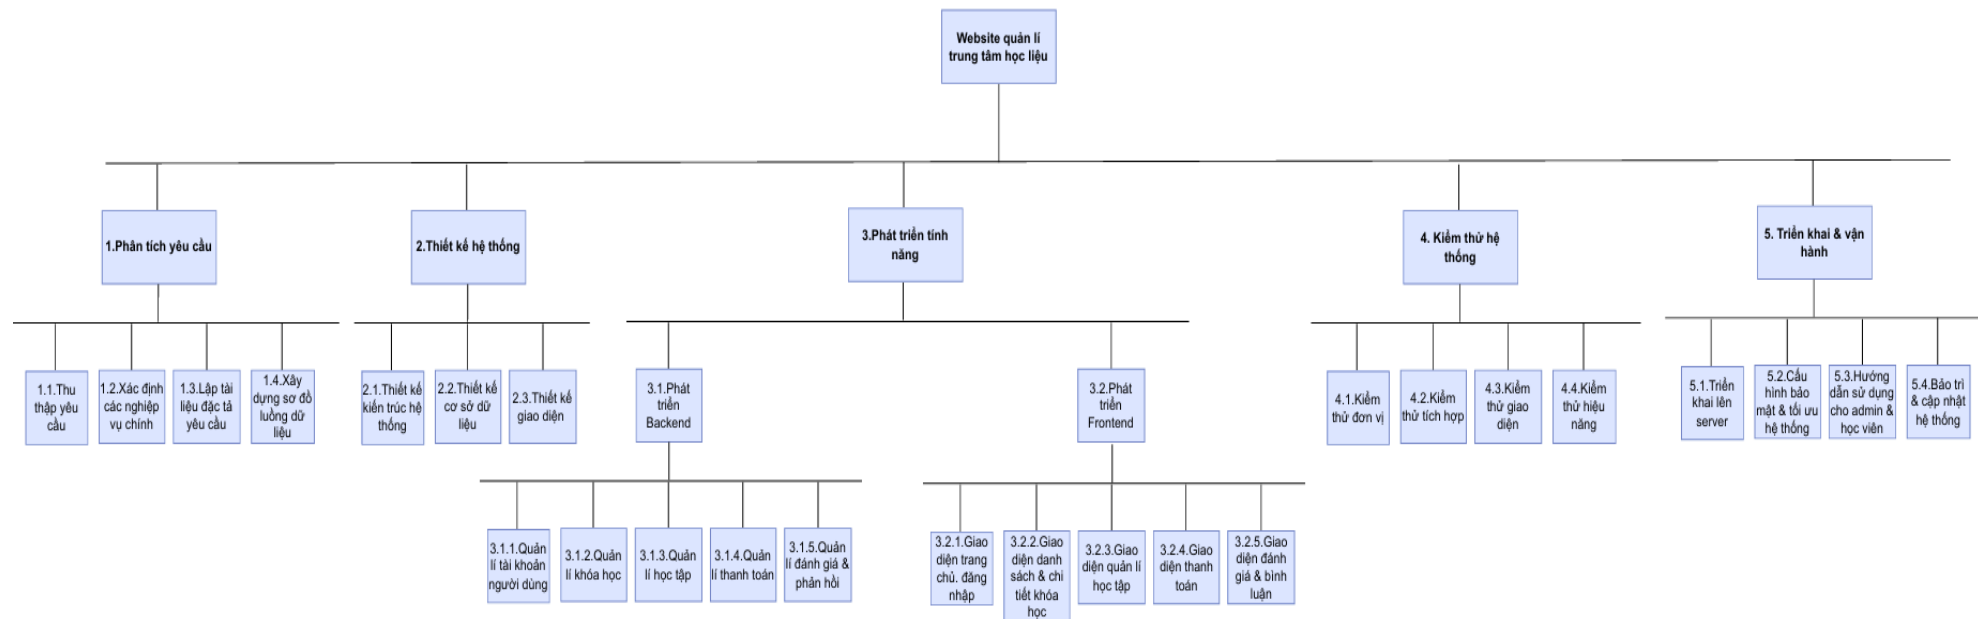 Website quản lí
trung tâm học liệu
1.Phân tích yêu cầu
2.Thiết kế hệ thống
3.Phát triển tính
năng
4. Kiểm thử hệ
thống
5. Triển khai & vận
hành
1.1.Thu
thập yêu
cầu
1.2.Xác định
các nghiệp
vụ chính
1.3.Lập tài
liệu đặc tả
yêu cầu
1.4.Xây
dựng sơ đồ
luồng dữ
liệu
2.1.Thiết kế
kiến trúc hệ
thống
2.2.Thiết kế
cơ sở dữ
liệu
2.3.Thiết kế
giao diện
3.1.Phát
triển
Backend
3.2.Phát
triển
Frontend
4.1.Kiểm
thử đơn vị
4.2.Kiểm
thử tích hợp
4.3.Kiểm
thử giao
diện
4.4.Kiểm
thử hiệu
năng
5.1.Triển
khai lên
server
5.2.Cấu
hình bảo
mật & tối ưu
hệ thống
5.3.Hướng
dẫn sử dụng
cho admin &
học viên
5.4.Bảo trì
& cập nhật
hệ thống
3.1.1.Quản
lí tài khoản
người dùng
3.1.2.Quản
lí khóa học
3.1.3.Quản
lí học tập
3.1.4.Quản
lí thanh toán
3.1.5.Quản
lí đánh giá &
phản hồi
3.2.1.Giao
diện trang
chủ. đăng
nhập
3.2.2.Giao
diện danh
sách & chi
tiết khóa
học
3.2.3.Giao
diện quản lí
học tập
3.2.4.Giao
diện thanh
toán
3.2.5.Giao
diện đánh
giá & bình
luận